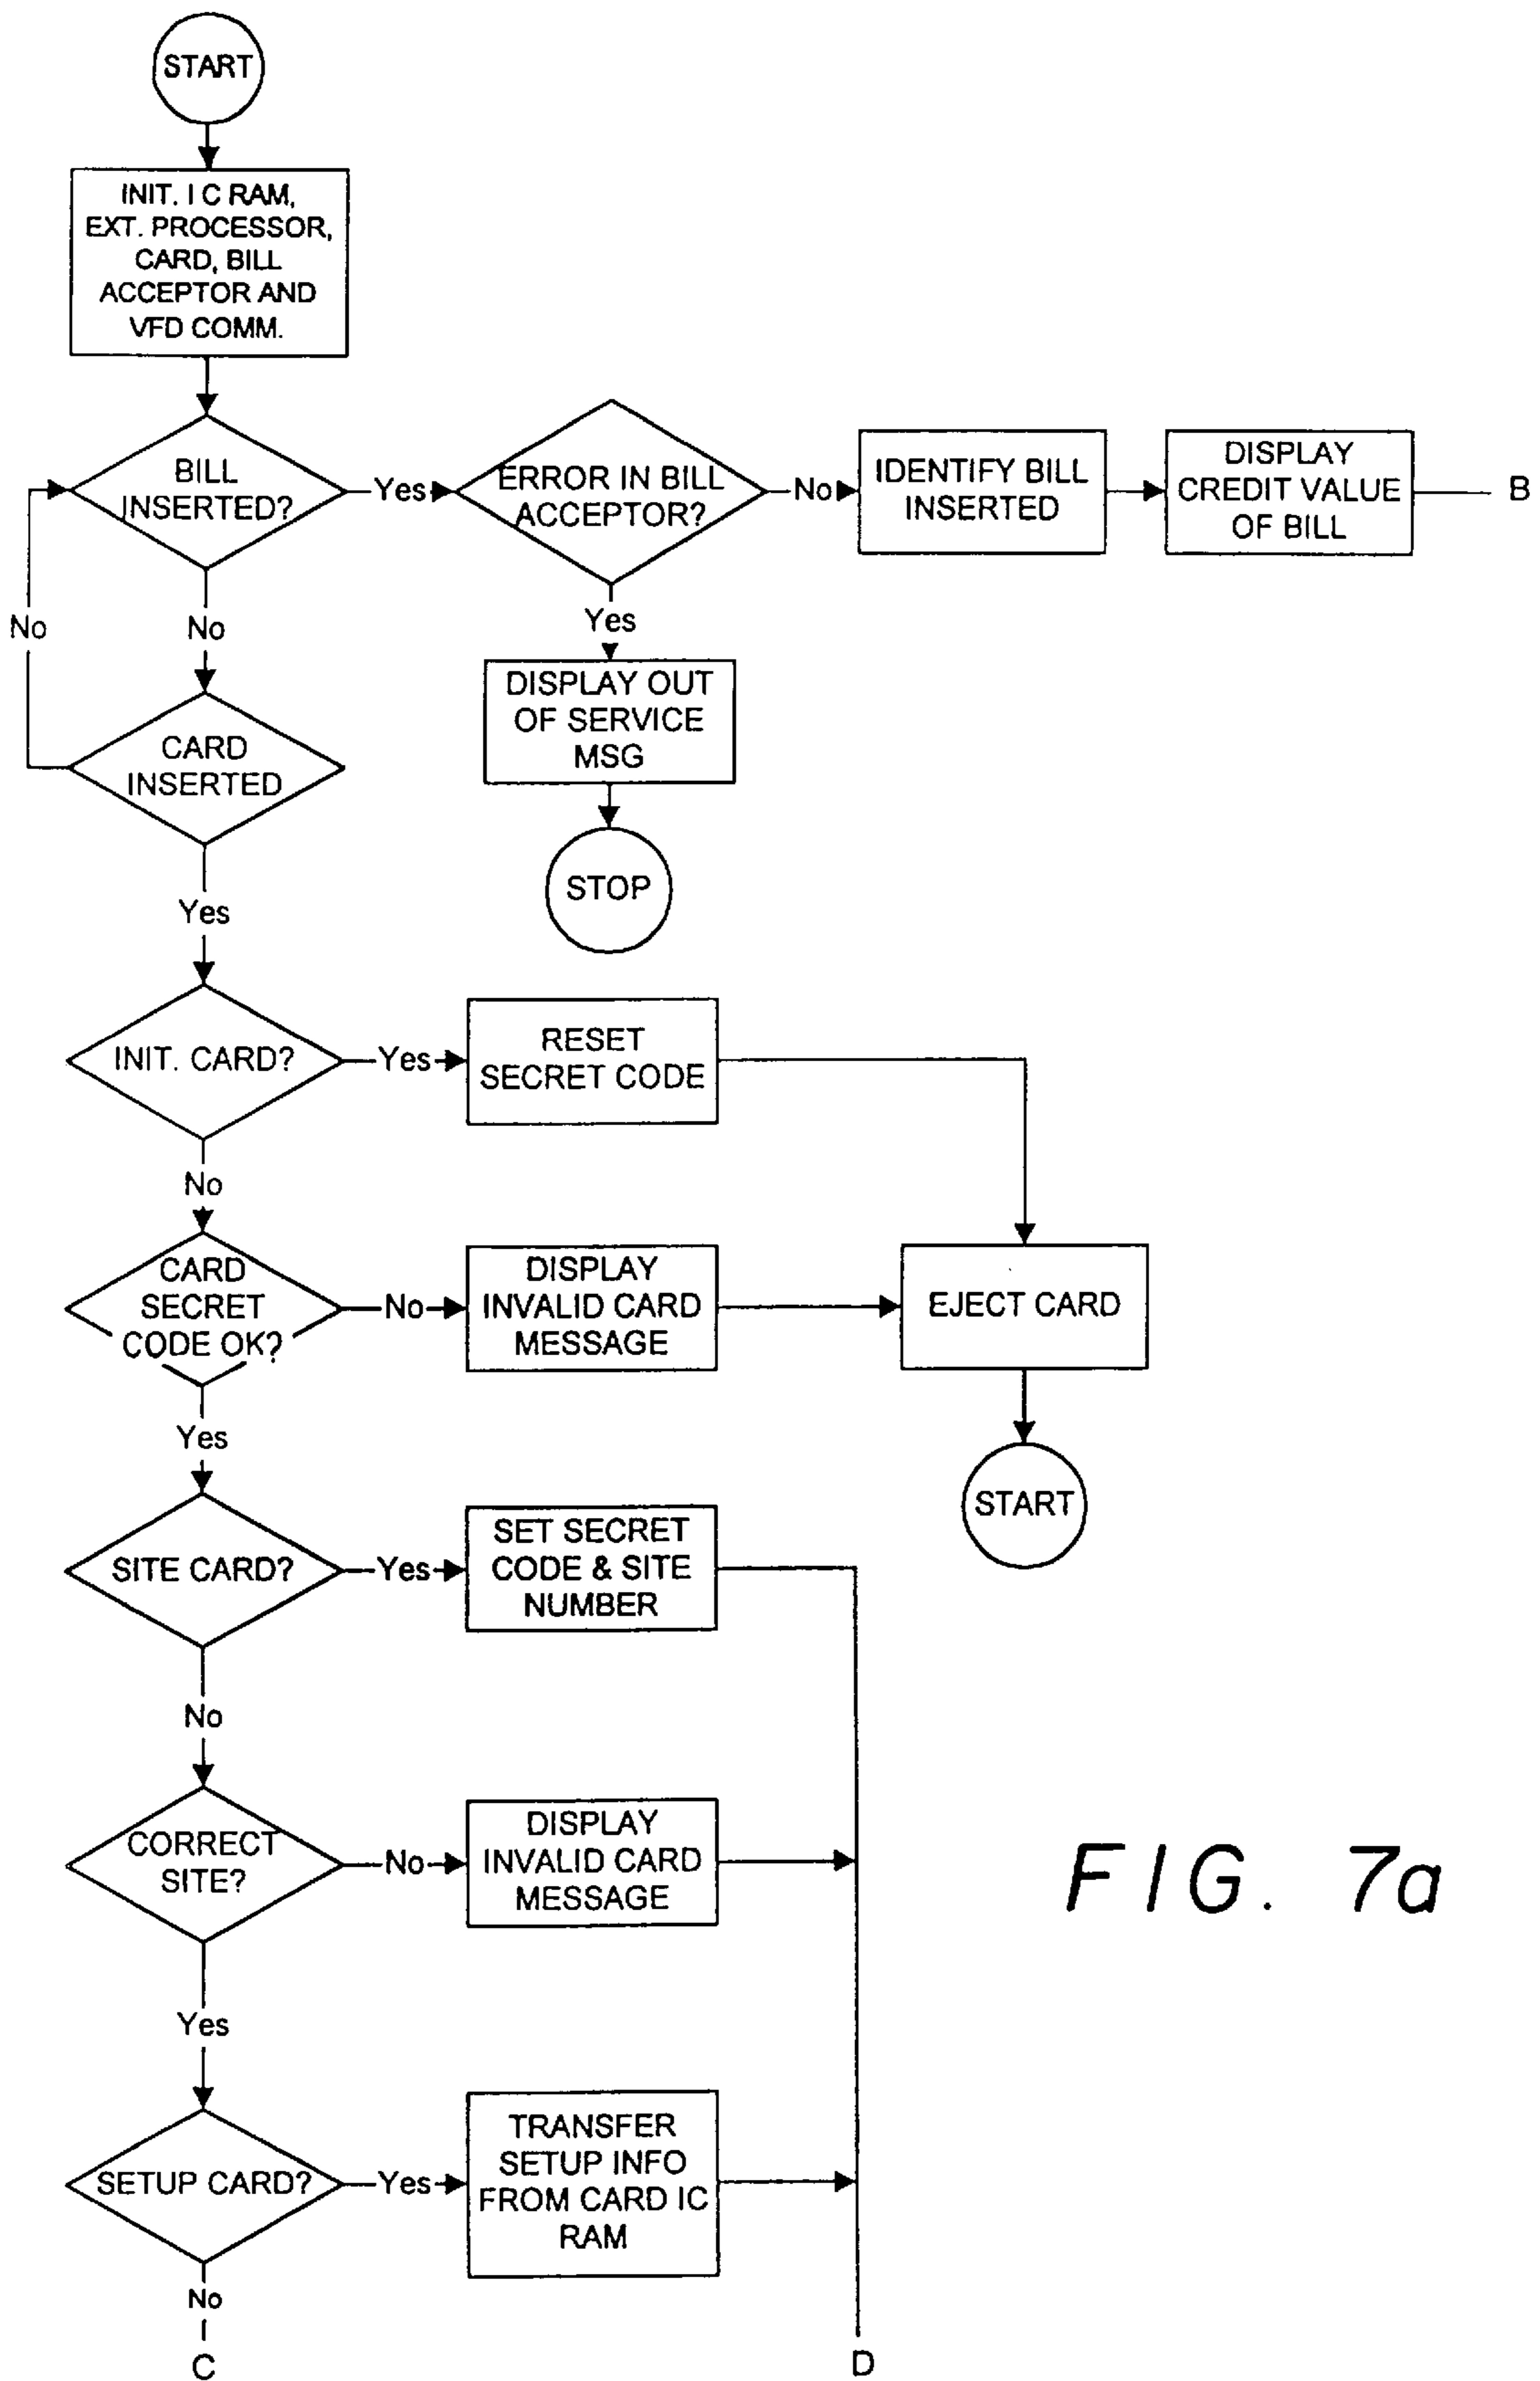 START
INIT. I C RAM,
EXT. PROCESSOR,
CARD, BILL
ACCEPTOR AND
VFD COMM.
BILL
INSERTED?
Yes
ERROR IN BILL
ACCEPTOR?
No
IDENTIFY BILL
INSERTED
DISPLAY
CREDIT VALUE
OF BILL
B
No
No
Yes
DISPLAY OUT
OF SERVICE
MSG
STOP
CARD
INSERTED
Yes
INIT. CARD?
Yes
RESET
SECRET CODE
No
CARD
SECRET
CODE OK?
No
DISPLAY
INVALID CARD
MESSAGE
EJECT CARD
START
Yes
SITE CARD?
Yes
SET SECRET
CODE & SITE
NUMBER
No
CORRECT
SITE?
No
DISPLAY
INVALID CARD
MESSAGE
FIG. 7a
Yes
SETUP CARD?
Yes
TRANSFER
SETUP INFO
FROM CARD IC
RAM
No
C
D